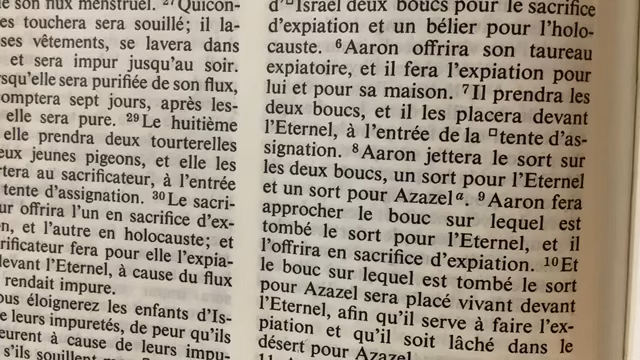 son flux menstruel. 27Quicon-
touchera sera souillé; il la-
ses vêtements, se lavera dans
et sera impur jusqu'au soir.
qu'elle sera purifiée de son flux,
comptera sept jours, après les-
elle sera pure. 29Le huitième
elle prendra deux tourterelles
jeunes pigeons, et elle les
au sacrificateur, à l'entrée
tente d'assignation. 30Le sacri-
offrira l'un en sacrifice d'ex-
et l'autre en holocauste; et
fera pour elle l'expia-
devant l'Eternel, à cause du flux
rendait impure.
éloignerez les enfants d'Is-
leurs impuretés, de peur qu'ils
à cause de leurs impu-
s'ils souillent
d'□Israël deux boucs pour le sacrifice
d'expiation et un bélier pour l'holo-
causte. 6Aaron offrira son taureau
expiatoire, et il fera l'expiation pour
lui et pour sa maison. 7Il prendra les
deux boucs, et il les placera devant
l'Eternel, à l'entrée de la □tente d'as-
signation. 8Aaron jettera le sort sur
les deux boucs, un sort pour l'Eternel
et un sort pour Azazel a. 9Aaron fera
approcher le bouc sur lequel est
tombé le sort pour l'Eternel, et il
l'offrira en sacrifice d'expiation. 10Et
le bouc sur lequel est tombé le sort
pour Azazel sera placé vivant devant
l'Eternel, afin qu'il serve à faire l'ex-
piation et qu'il soit lâché dans le
désert pour Azazel.